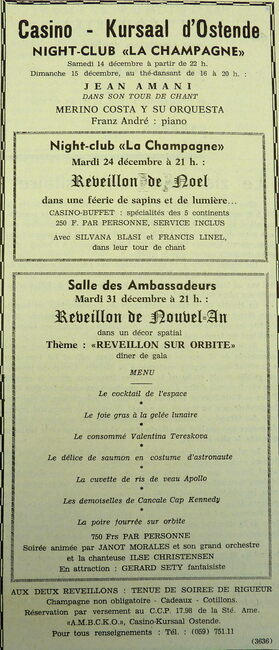 Casino - Kursaal d'Ostende
NIGHT-CLUB «LA CHAMPAGNE»
Samedi 14 décembre à partir de 22 h.
Dimanche 15 décembre, au thé-dansant de 16 à 20 h. :
JEAN AMANI
DANS SON TOUR DE CHANT
MERINO COSTA Y SU ORQUESTA
Franz André : piano
Night-club «La Champagne»
Mardi 24 décembre à 21 h. :
Reveillon de Noel
dans une féerie de sapins et de lumière...
CASINO-BUFFET : spécialités des 5 continents
250 F. PAR PERSONNE, SERVICE INCLUS
Avec SILVANA BLASI et FRANCIS LINEL,
dans leur tour de chant
Salle des Ambassadeurs
Mardi 31 décembre à 21 h. :
Reveillon de Nouvel-An
dans un décor spatial
Thème : «REVEILLON SUR ORBITE»
dîner de gala
MENU
Le cocktail de l'espace
Le foie gras à la gelée lunaire
Le consommé Valentina Tereskova
Le délice de saumon en costume d'astronaute
La cuvette de ris de veau Apollo
Les demoiselles de Cancale Cap Kennedy
La poire fourrée sur orbite
750 Frs PAR PERSONNE
Soirée animée par JANOT MORALES et son grand orchestre
et la chanteuse ILSE CHRISTENSEN
En attraction : GERARD SETY fantaisiste
AUX DEUX REVEILLONS : TENUE DE SOIREE DE RIGUEUR
Champagne non obligatoire - Cadeaux - Cotillons.
Réservation par versement au C.C.P. 17.98 de la Sté. Ame.
«A.M.B.C.K.O.», Casino-Kursaal Ostende.
Pour tous renseignements : Tél. : (059) 751.11
(3636)